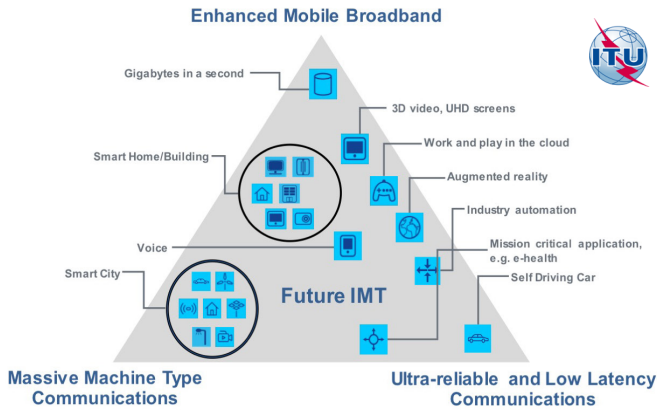 Enhanced Mobile Broadband
ITU
Gigabytes in a second
3D video, UHD screens
Smart Home/Building
Work and play in the cloud
Augmented reality
Industry automation
Voice
Mission critical application,
e.g. e-health
Smart City
Self Driving Car
Future IMT
Massive Machine Type
Communications
Ultra-reliable and Low Latency
Communications